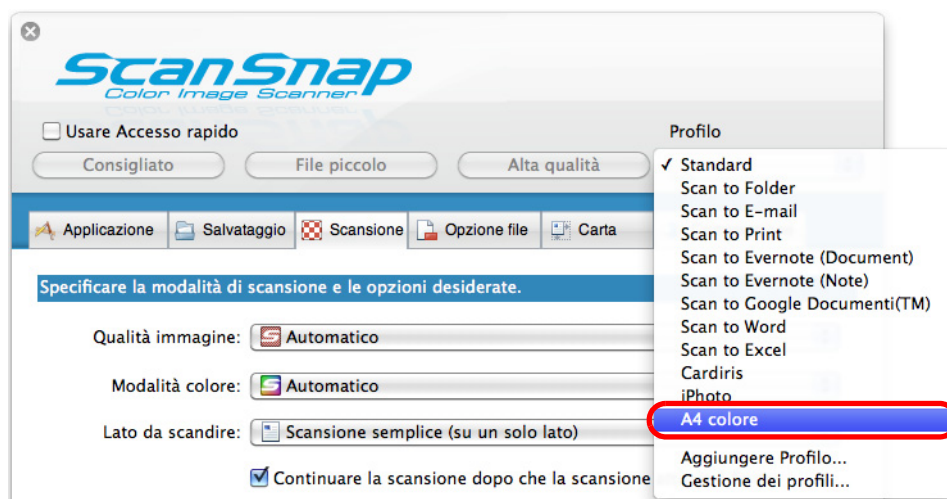 ScanSnap
Color Image Scanner
Usare Accesso rapido
Profilo
Consigliato
File piccolo
Alta qualità
✓ Standard
Scan to Folder
Scan to E-mail
Scan to Print
Scan to Evernote (Document)
Scan to Evernote (Note)
Scan to Google Documenti(TM)
Scan to Word
Scan to Excel
Cardiris
iPhoto
A4 colore
Aggiungere Profilo...
Gestione dei profili...
Applicazione
Salvataggio
Scansione
Opzione file
Carta
Specificare la modalità di scansione e le opzioni desiderate.
Qualità immagine:
Automatico
Modalità colore:
Automatico
Lato da scandire:
Scansione semplice (su un solo lato)
Continuare la scansione dopo che la scansione